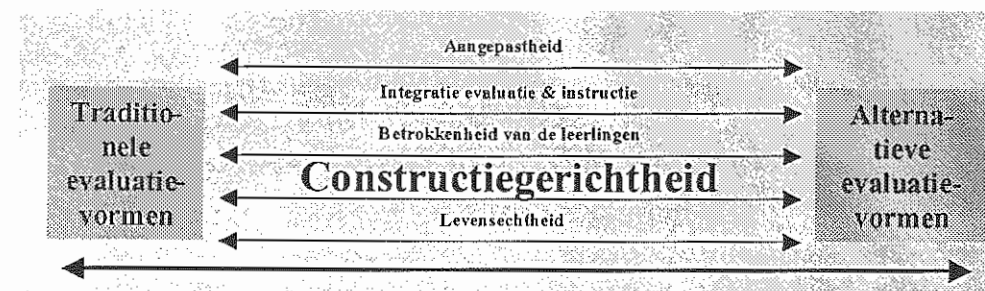 Aangepastheid
Integratie evaluatie & instructie
Betrokkenheid van de leerlingen
Constructiegerichtheid
Levensechtheid
Traditio-
nele
evaluatie-
vormen
Alterna-
tieve
evaluatie-
vormen